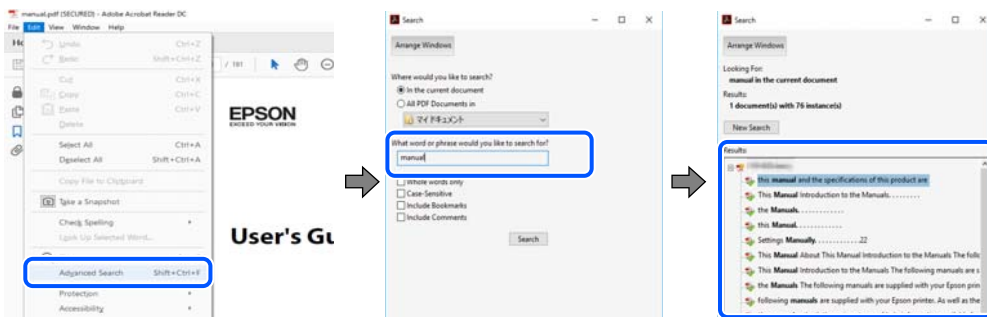 manual.pdf (SECURED) - Adobe Acrobat Reader DC
File Edit View Window Help
Undo Ctrl+Z
Redo Shift+Ctrl+Z
Cut Ctrl+X
Copy Ctrl+C
Paste Ctrl+V
Delete
Select All Ctrl+A
Deselect All Shift+Ctrl+A
Copy File to Clipboard
Take a Snapshot
Check Spelling
Look Up Selected Word...
Advanced Search Shift+Ctrl+F
Protection
Accessibility
/ 181
EPSON
EXCEED YOUR VISION
User's Gu
Search
Arrange Windows
Where would you like to search?
In the current document
All PDF Documents in
マイドキュメント
What word or phrase would you like to search for?
manual
Whole words only
Case-Sensitive
Include Bookmarks
Include Comments
Search
Search
Arrange Windows
Looking For:
manual in the current document
Results:
1 document(s) with 76 instance(s)
New Search
Results:
this manual and the specifications of this product are
This Manual Introduction to the Manuals. . . . . . . . .
the Manuals. . . . . . . . . . . . .
this Manual. . . . . . . . . . . . .
Settings Manually. . . . . . . . . . . .22
This Manual About This Manual Introduction to the Manuals The follo
This Manual Introduction to the Manuals The following manuals are s
the Manuals The following manuals are supplied with your Epson prin
following manuals are supplied with your Epson printer. As well as the